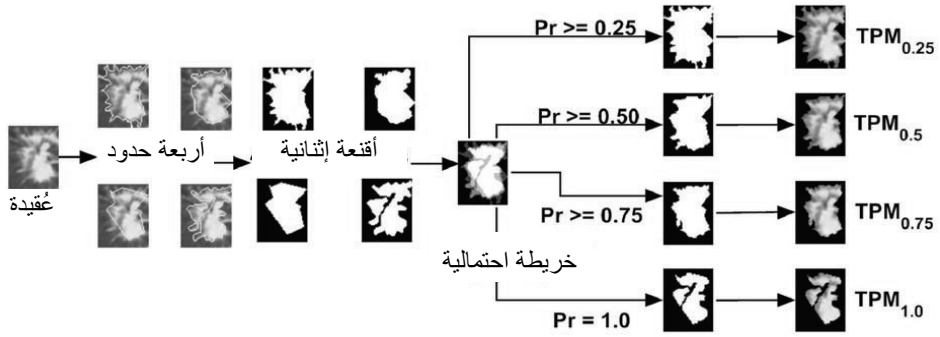 عُقيدة
أربعة حدود
أقنعة إثنانية
خريطة احتمالية
Pr >= 0.25
TPM0.25
Pr >= 0.50
TPM0.5
Pr >= 0.75
TPM0.75
Pr = 1.0
TPM1.0